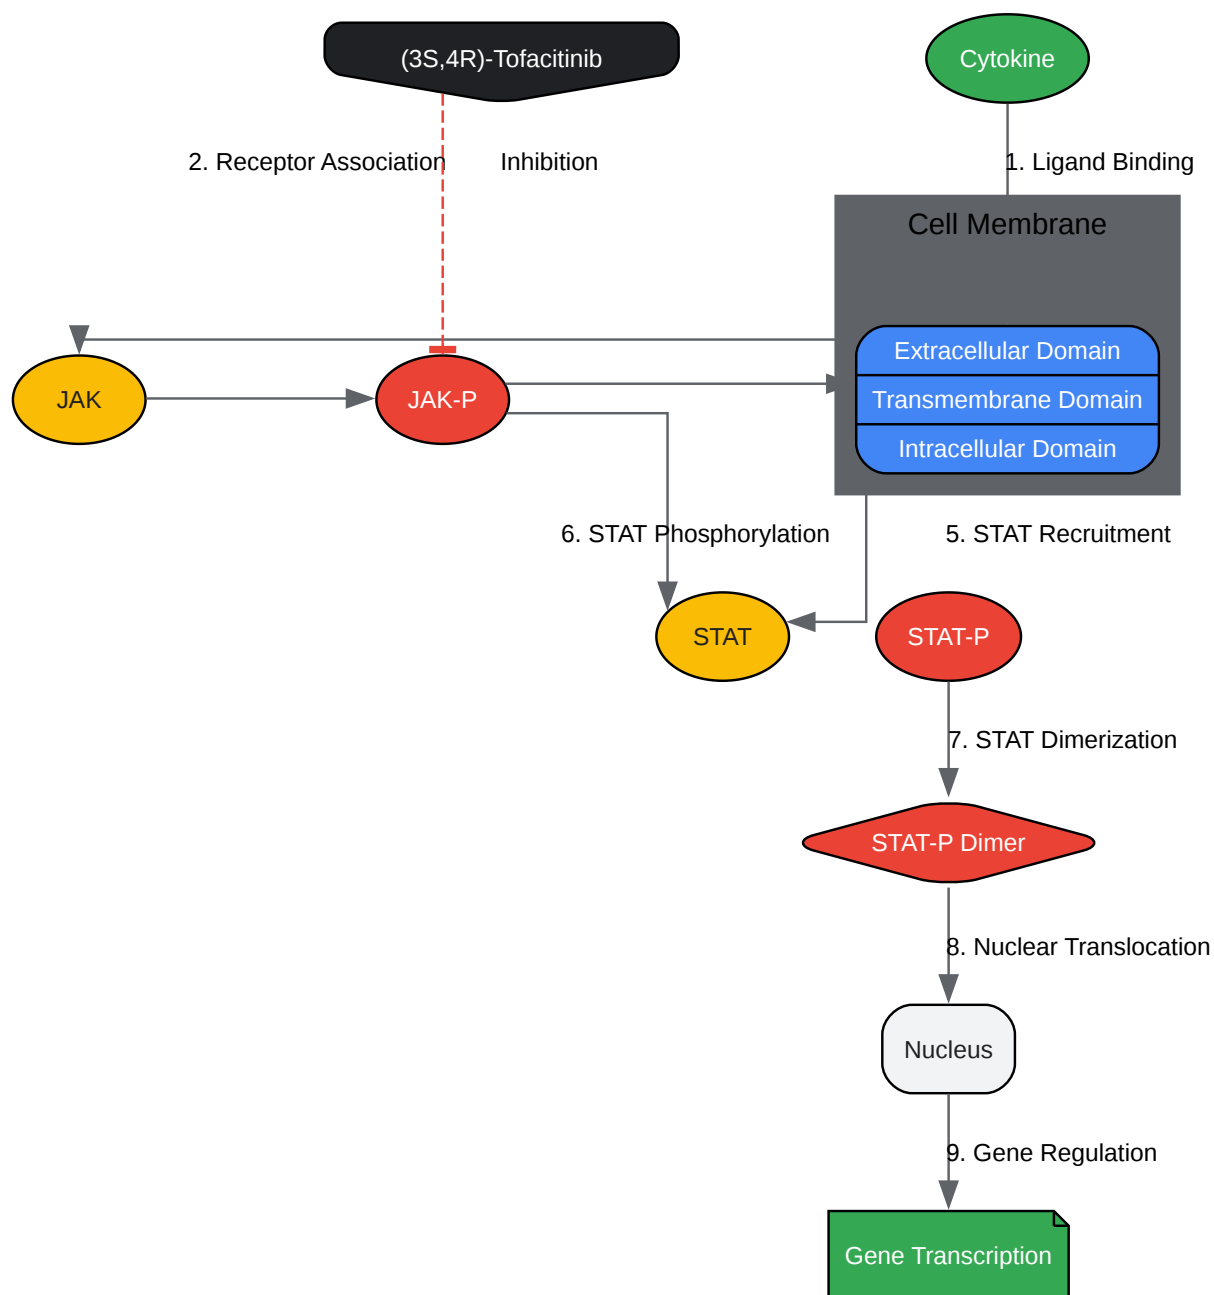 (3S,4R)-Tofacitinib
Cytokine
2. Receptor Association
Inhibition
1. Ligand Binding
Cell Membrane
Extracellular Domain
Transmembrane Domain
Intracellular Domain
JAK
JAK-P
6. STAT Phosphorylation
5. STAT Recruitment
STAT
STAT-P
7. STAT Dimerization
STAT-P Dimer
8. Nuclear Translocation
Nucleus
9. Gene Regulation
Gene Transcription